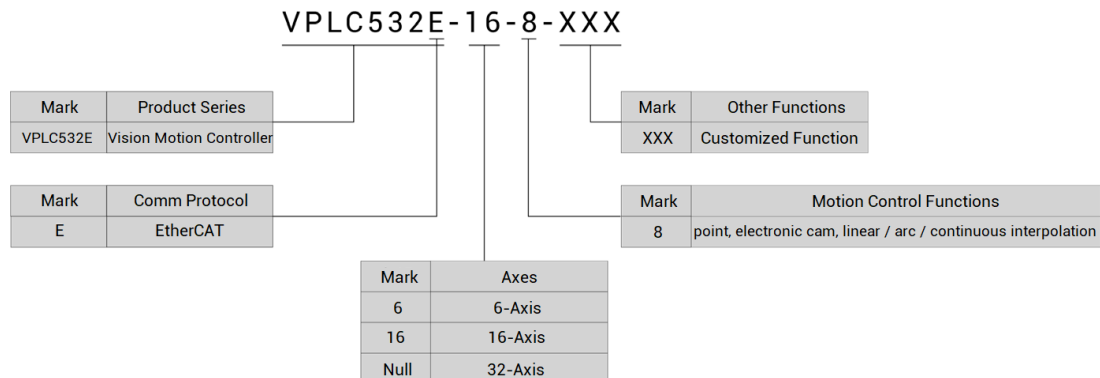 VPLC532E-16-8-XXX
Mark Product Series
VPLC532E Vision Motion Controller
Mark Other Functions
XXX Customized Function
Mark Comm Protocol
E EtherCAT
Mark Motion Control Functions
8 point, electronic cam, linear / arc / continuous interpolation
Mark Axes
6 6-Axis
16 16-Axis
Null 32-Axis